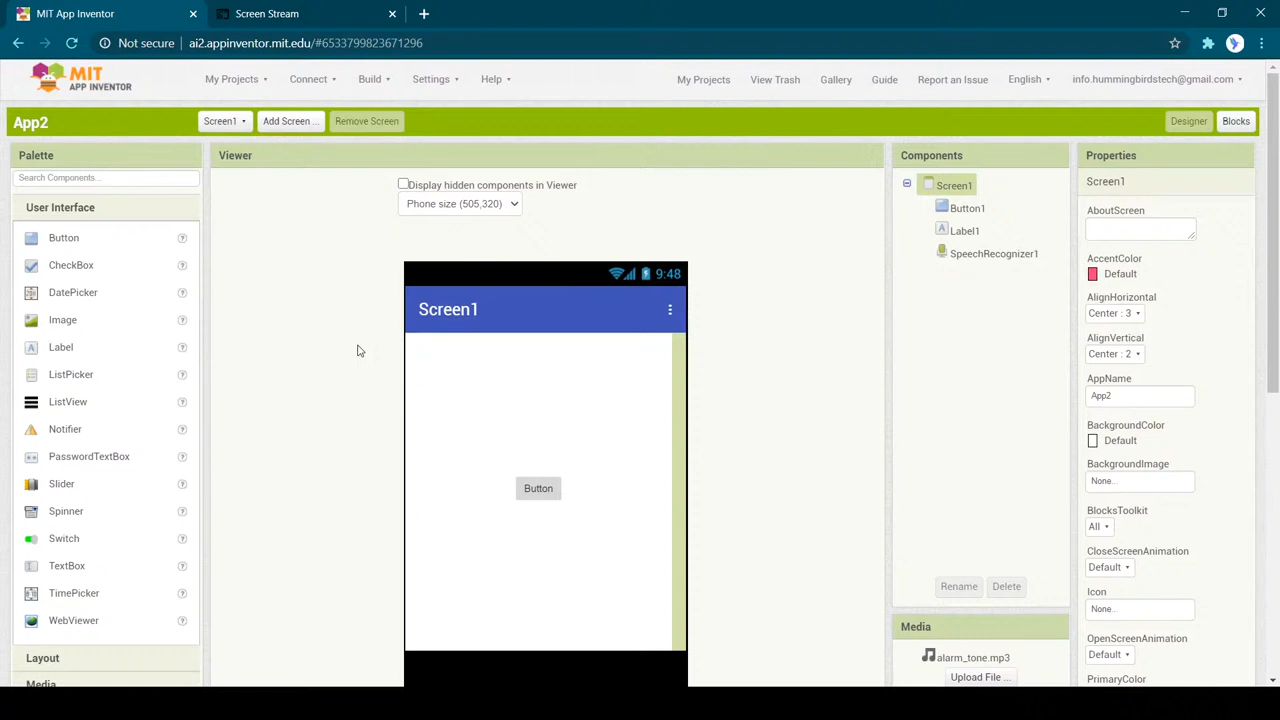 MIT App Inventor
Screen Stream
Not secure
ai2.appinventor.mit.edu/#6533799823671296
MIT
APP INVENTOR
My Projects
Connect
Build
Settings
Help
My Projects
View Trash
Gallery
Guide
Report an Issue
English
info.hummingbirdstech@gmail.com
App2
Screen1
Add Screen ...
Remove Screen
Designer
Blocks
Palette
Search Components...
User Interface
Button
CheckBox
DatePicker
Image
Label
ListPicker
ListView
Notifier
PasswordTextBox
Slider
Spinner
Switch
TextBox
TimePicker
WebViewer
Layout
Media
Viewer
Display hidden components in Viewer
Phone size (505,320)
9:48
Screen1
Button
Components
Screen1
Button1
Label1
SpeechRecognizer1
Rename
Delete
Media
alarm_tone.mp3
Upload File ...
Properties
Screen1
AboutScreen
AccentColor
Default
AlignHorizontal
Center : 3
AlignVertical
Center : 2
AppName
App2
BackgroundColor
Default
BackgroundImage
None...
BlocksToolkit
All
CloseScreenAnimation
Default
Icon
None...
OpenScreenAnimation
Default
PrimaryColor